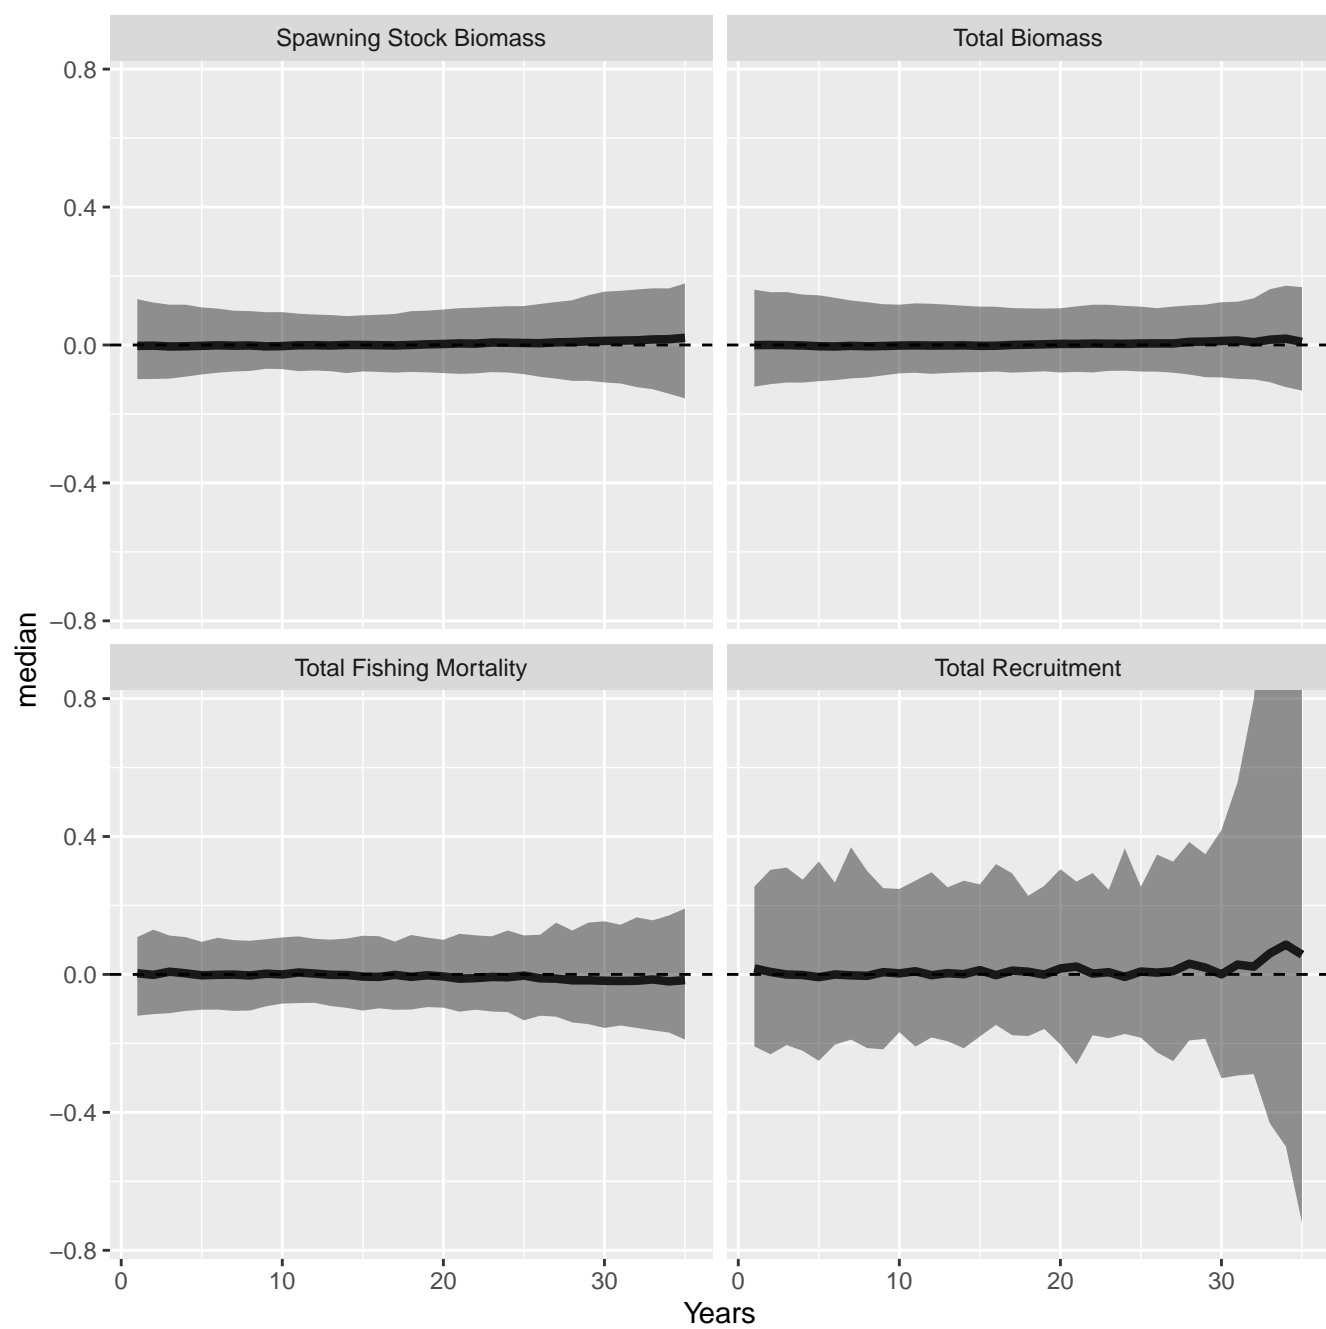 Spawning Stock Biomass
Total Biomass
0.8
0.4
0.0
−0.4
−0.8
Total Fishing Mortality
Total Recruitment
0.8
0.4
0.0
−0.4
−0.8
0 10 20 30
0 10 20 30
median
Years